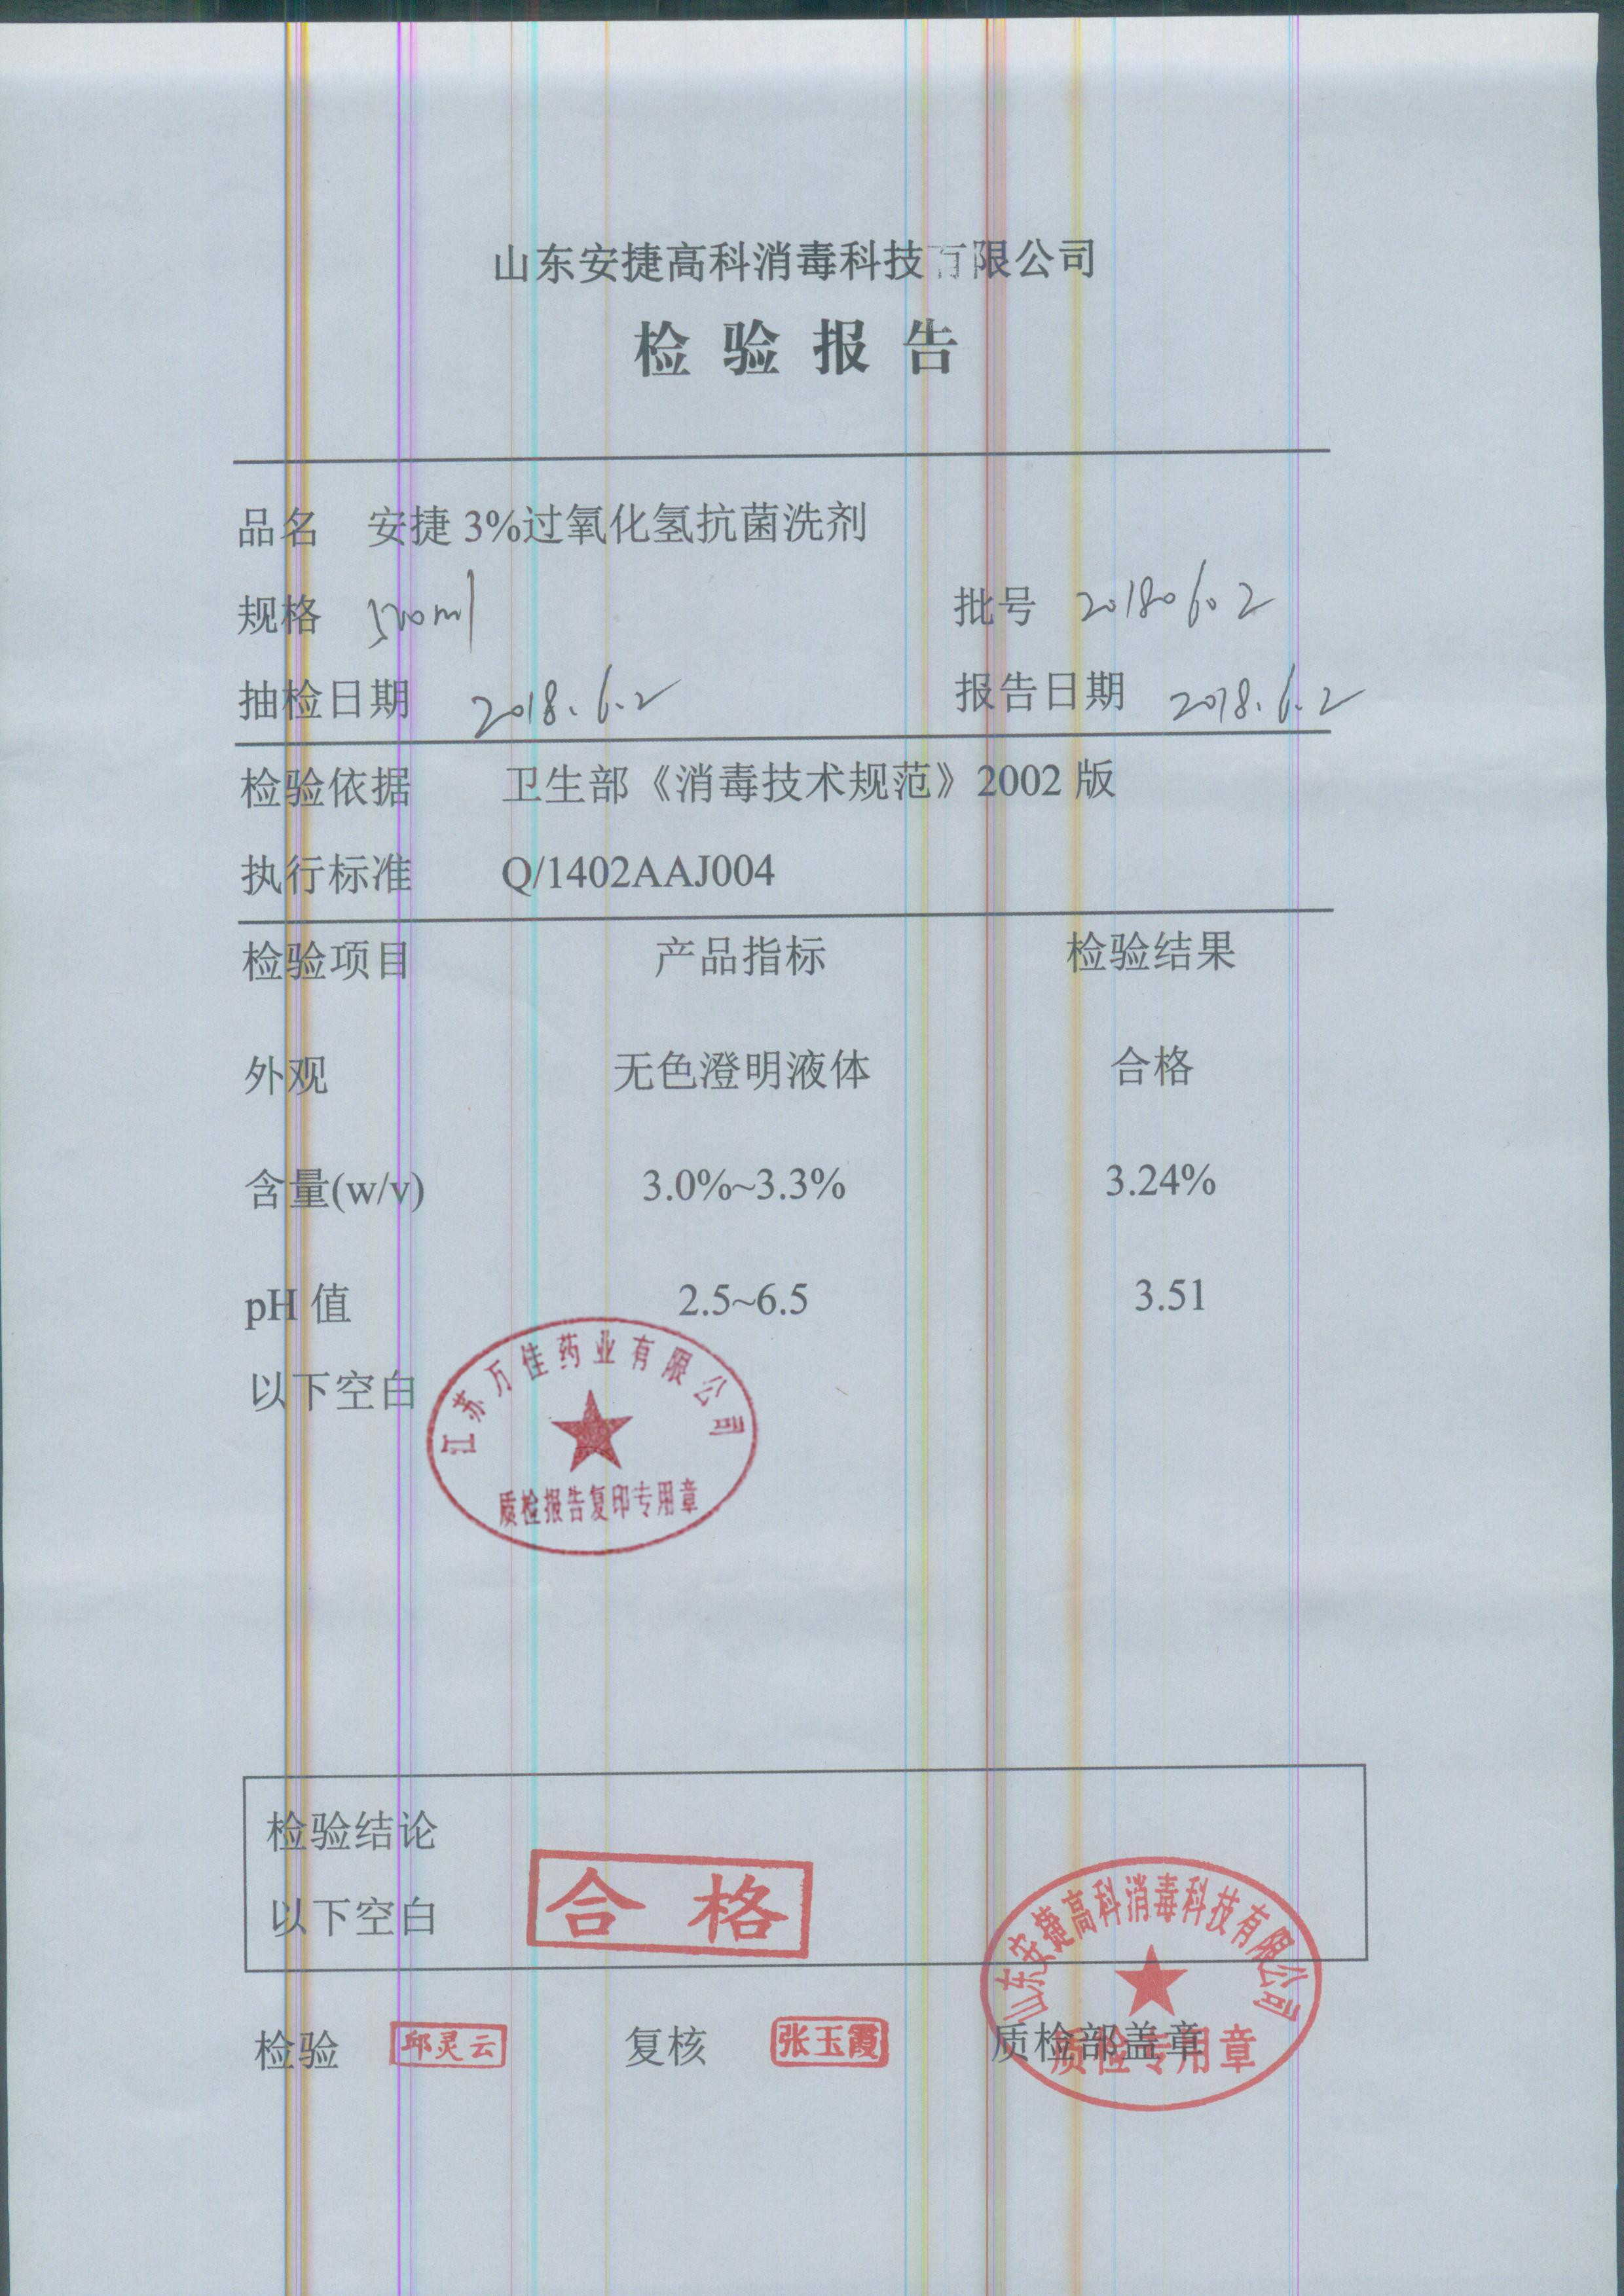 山东安捷高科消毒科技有限公司
检验报告
品名 安捷 3%过氧化氢抗菌洗剂
规格 500ml 批号 20180602
抽检日期 2018.6.2 报告日期 2018.6.2
检验依据 卫生部《消毒技术规范》2002 版
执行标准 Q/1402AAJ004
检验项目 产品指标 检验结果
外观 无色澄明液体 合格
含量(w/v) 3.0%~3.3% 3.24%
pH 值 2.5~6.5 3.51
以下空白
江苏万佳药业有限公司
质检报告复印专用章
检验结论
以下空白
合格
山东安捷高科消毒科技有限公司
质检专用章
检验 邱灵云 复核 张玉霞 质检部盖章